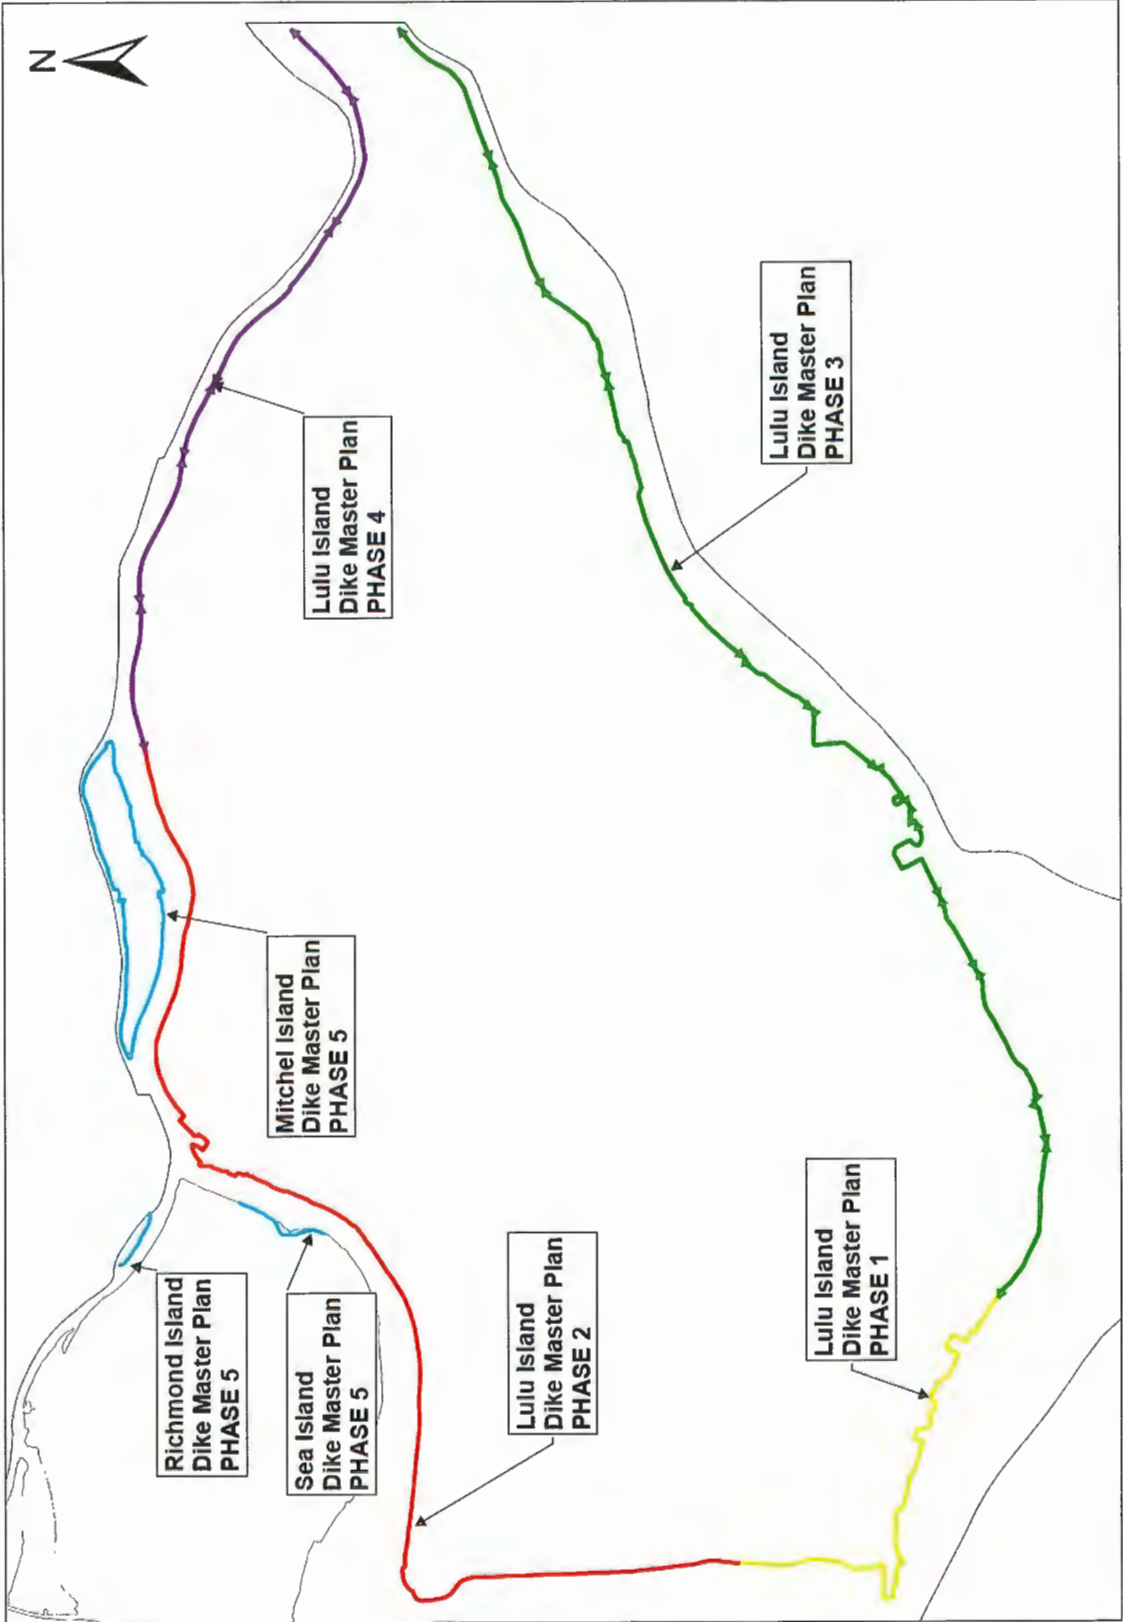 N
Lulu Island
Dike Master Plan
PHASE 4
Lulu Island
Dike Master Plan
PHASE 3
Mitchel Island
Dike Master Plan
PHASE 5
Richmond Island
Dike Master Plan
PHASE 5
Sea Island
Dike Master Plan
PHASE 5
Lulu Island
Dike Master Plan
PHASE 2
Lulu Island
Dike Master Plan
PHASE 1